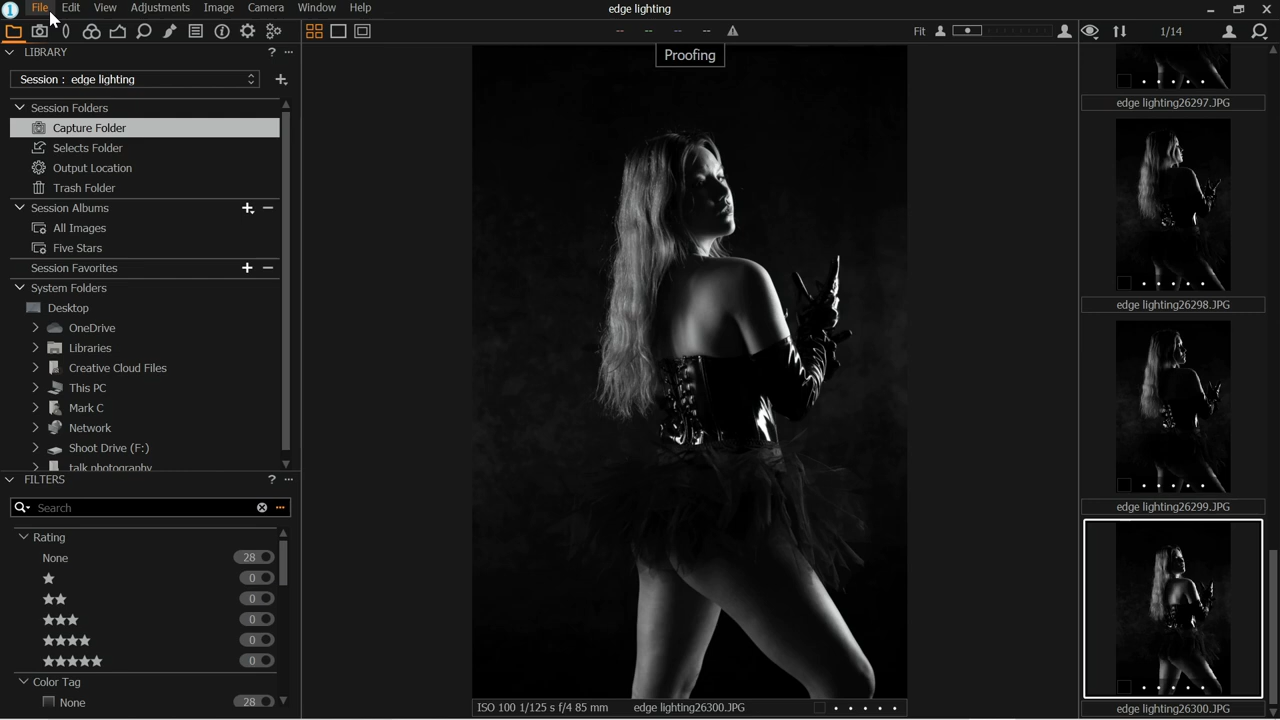 File Edit View Adjustments Image Camera Window Help
edge lighting
-- -- -- --
Fit
1/14
LIBRARY
? ...
Proofing
Session : edge lighting
Session Folders
Capture Folder
Selects Folder
Output Location
Trash Folder
Session Albums
All Images
Five Stars
Session Favorites
System Folders
Desktop
OneDrive
Libraries
Creative Cloud Files
This PC
Mark C
Network
Shoot Drive (F:)
talk photography
FILTERS
? ...
Search
Rating
None 28
0
0
0
0
0
Color Tag
None 28
ISO 100 1/125 s f/4 85 mm
edge lighting26300.JPG
edge lighting26297.JPG
edge lighting26298.JPG
edge lighting26299.JPG
edge lighting26300.JPG